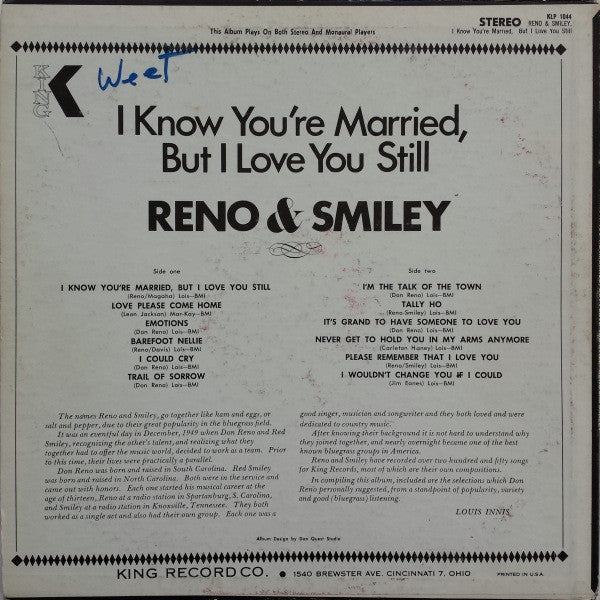 This Album Plays On Both Stereo And Monaural Players
KLP 1044
STEREO RENO & SMILEY,
I Know You're Married, But I Love You Still
KING
K
Weet
I Know You're Married,
But I Love You Still
RENO & SMILEY
Side one
I KNOW YOU'RE MARRIED, BUT I LOVE YOU STILL
(Reno/Magaha) Lois—BMI
LOVE PLEASE COME HOME
(Leon Jackson) Mar-Kay—BMI
EMOTIONS
(Don Reno) Lois—BMI
BAREFOOT NELLIE
(Reno/Davis) Lois—BMI
I COULD CRY
(Don Reno) Lois—BMI
TRAIL OF SORROW
(Don Reno) Lois—BMI
Side two
I'M THE TALK OF THE TOWN
(Don Reno) Lois—BMI
TALLY HO
(Reno-Smiley) Lois—BMI
IT'S GRAND TO HAVE SOMEONE TO LOVE YOU
(Don Reno) Lois—BMI
NEVER GET TO HOLD YOU IN MY ARMS ANYMORE
(Carleton Haney) Lois—BMI
PLEASE REMEMBER THAT I LOVE YOU
(Reno/Smiley) Lois—BMI
I WOULDN'T CHANGE YOU IF I COULD
(Jim Eanes) Lois—BMI
The names Reno and Smiley, go together like ham and eggs, or
salt and pepper, due to their great popularity in the bluegrass field.
It was an eventful day in December, 1949 when Don Reno and Red
Smiley, recognizing the other's talent, and realizing what they
together had to offer the music world, decided to work as a team. Prior
to this time, their lives were practically a parallel.
Don Reno was born and raised in South Carolina. Red Smiley
was born and raised in North Carolina. Both were in the service and
came out with honors. Each one started his musical career at the
age of thirteen, Reno at a radio station in Spartanburg, S. Carolina,
and Smiley at a radio station in Knoxville, Tennessee. They both
worked as a single act and also had their own group. Each one was a
good singer, musician and songwriter and they both loved and were
dedicated to country music.
After knowing their background it is not hard to understand why
they joined together, and nearly overnight became one of the best
known bluegrass groups in America.
Reno and Smiley have recorded over two hundred and fifty songs
for King Records, most of which are their own compositions.
In compiling this album, included are the selections which Don
Reno personally suggested, from a standpoint of popularity, variety
and good (bluegrass) listening.
LOUIS INNIS
Album Design by Dan Quest Studio
KING RECORD CO. • 1540 BREWSTER AVE. CINCINNATI 7, OHIO
PRINTED IN U.S.A.